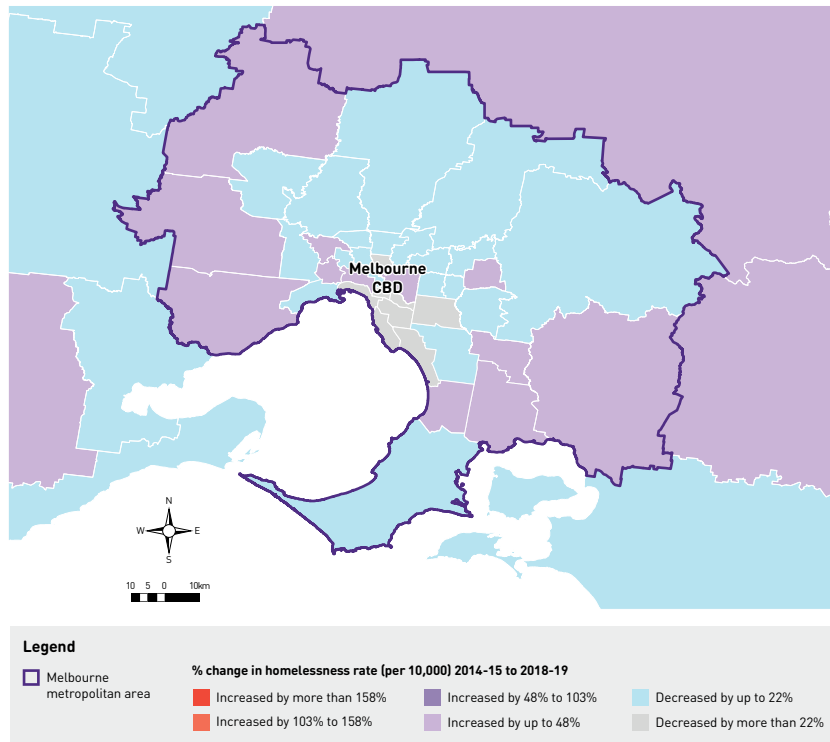 Melbourne
CBD
N
W
E
S
10 5 0 10km
Legend
Melbourne
metropolitan area
% change in homelessness rate (per 10,000) 2014-15 to 2018-19
Increased by more than 158%
Increased by 103% to 158%
Increased by 48% to 103%
Increased by up to 48%
Decreased by up to 22%
Decreased by more than 22%